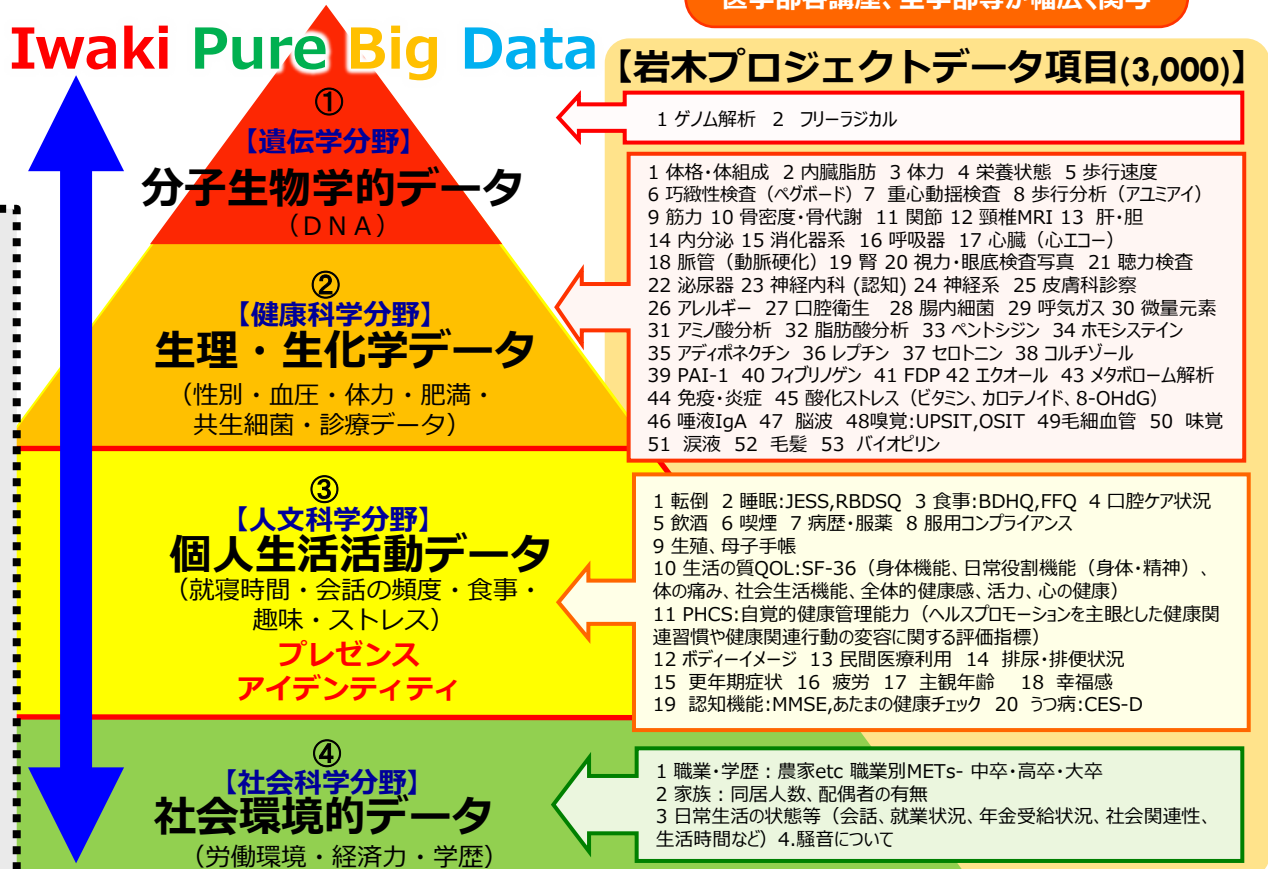 医学部各講座、全学部等が幅広く関与
Iwaki Pure Big Data
【岩木プロジェクトデータ項目(3,000)】
①
【遺伝学分野】
分子生物学的データ
（ＤＮＡ）
1 ゲノム解析 2 フリーラジカル
②
【健康科学分野】
生理・生化学データ
（性別・血圧・体力・肥満・
共生細菌・診療データ）
1 体格・体組成 2 内臓脂肪 3 体力 4 栄養状態 5 歩行速度
6 巧緻性検査（ペグボード）7 重心動揺検査 8 歩行分析（アユミアイ）
9 筋力 10 骨密度・骨代謝 11 関節 12 頸椎MRI 13 肝・胆
14 内分泌 15 消化器系 16 呼吸器 17 心臓（心エコー）
18 脈管（動脈硬化）19 腎 20 視力・眼底検査写真 21 聴力検査
22 泌尿器 23 神経内科 (認知) 24 神経系 25 皮膚科診察
26 アレルギー 27 口腔衛生 28 腸内細菌 29 呼気ガス 30 微量元素
31 アミノ酸分析 32 脂肪酸分析 33 ペントシジン 34 ホモシステイン
35 アディポネクチン 36 レプチン 37 セロトニン 38 コルチゾール
39 PAI-1 40 フィブリノゲン 41 FDP 42 エクオール 43 メタボローム解析
44 免疫・炎症 45 酸化ストレス（ビタミン、カロテノイド、8-OHdG）
46 唾液IgA 47 脳波 48嗅覚:UPSIT,OSIT 49毛細血管 50 味覚
51 涙液 52 毛髪 53 バイオピリン
③
【人文科学分野】
個人生活活動データ
（就寝時間・会話の頻度・食事・
趣味・ストレス）
プレゼンス
アイデンティティ
1 転倒 2 睡眠:JESS,RBDSQ 3 食事:BDHQ,FFQ 4 口腔ケア状況
5 飲酒 6 喫煙 7 病歴・服薬 8 服用コンプライアンス
9 生殖、母子手帳
10 生活の質QOL:SF-36（身体機能、日常役割機能（身体・精神）、
体の痛み、社会生活機能、全体的健康感、活力、心の健康）
11 PHCS:自覚的健康管理能力（ヘルスプロモーションを主眼とした健康関
連習慣や健康関連行動の変容に関する評価指標）
12 ボディーイメージ 13 民間医療利用 14 排尿・排便状況
15 更年期症状 16 疲労 17 主観年齢 18 幸福感
19 認知機能:MMSE,あたまの健康チェック 20 うつ病:CES-D
④
【社会科学分野】
社会環境的データ
（労働環境・経済力・学歴）
1 職業・学歴：農家etc 職業別METs- 中卒・高卒・大卒
2 家族：同居人数、配偶者の有無
3 日常生活の状態等（会話、就業状況、年金受給状況、社会関連性、
生活時間など）4.騒音について